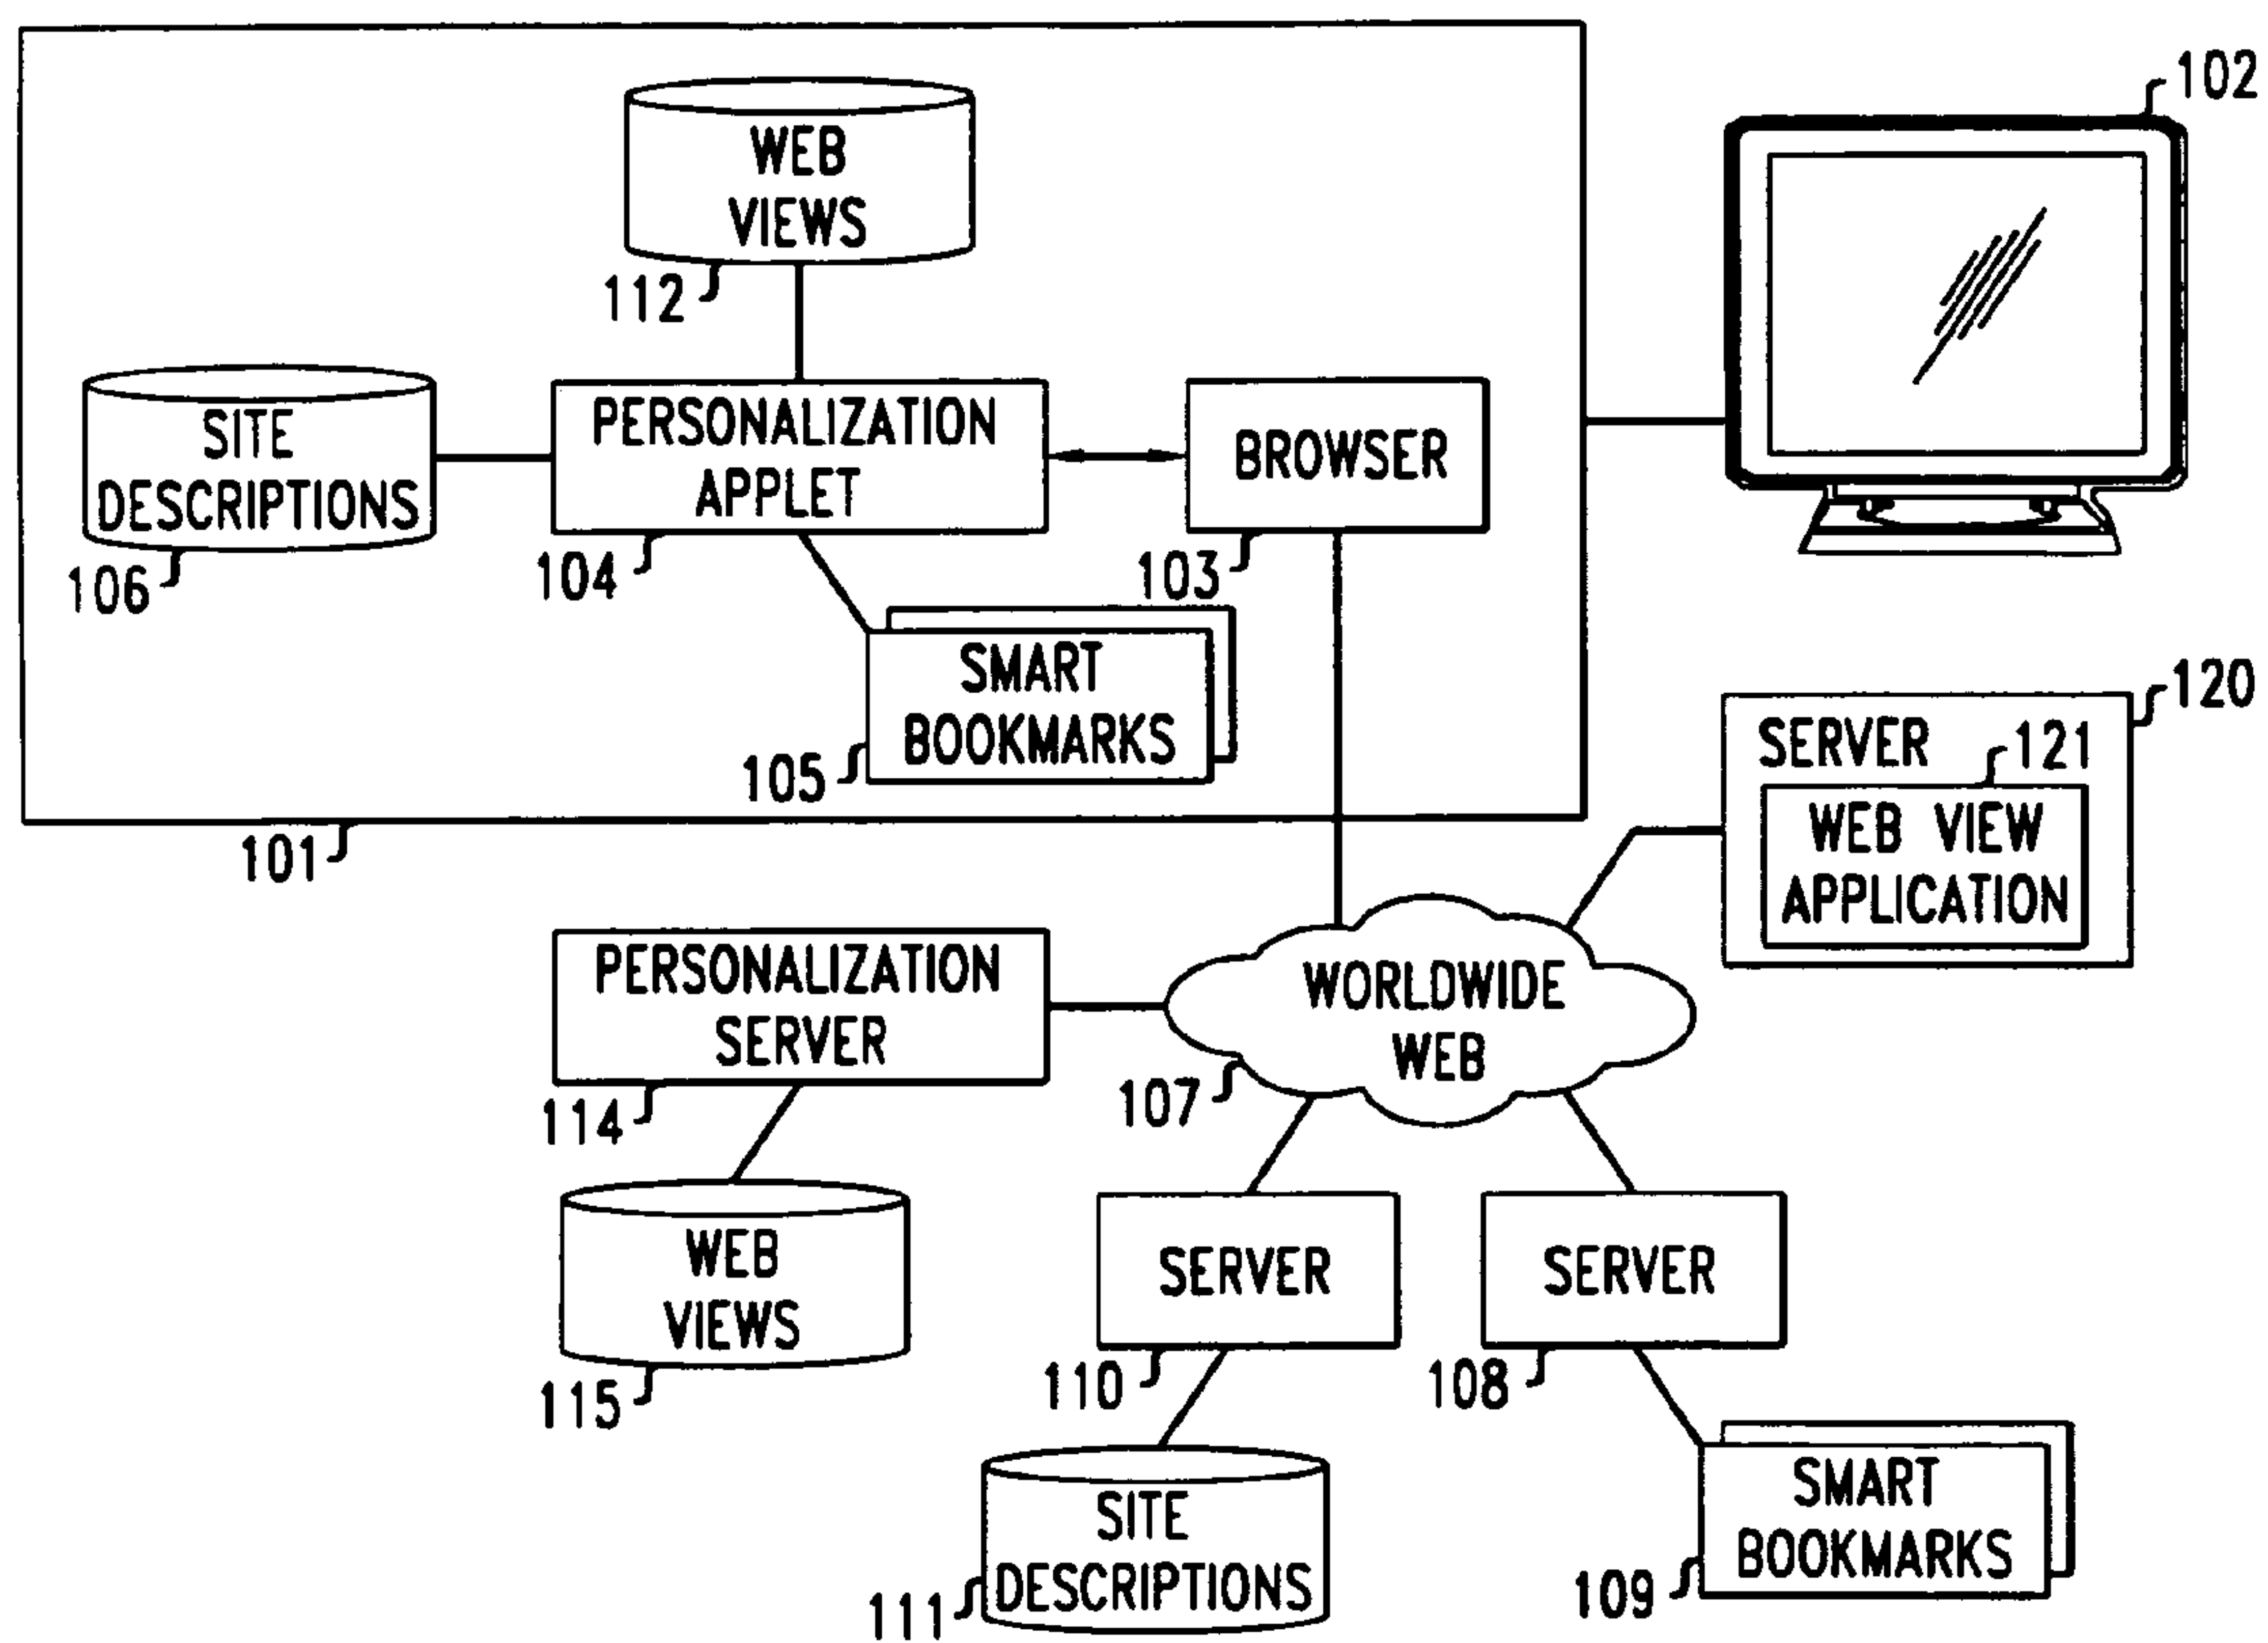 102
WEB
VIEWS
112
SITE
DESCRIPTIONS
106
PERSONALIZATION
APPLET
104
BROWSER
103
SMART
BOOKMARKS
105
101
120
SERVER
121
WEB VIEW
APPLICATION
PERSONALIZATION
SERVER
114
WORLDWIDE
WEB
107
WEB
VIEWS
115
SERVER
110
SERVER
108
SITE
DESCRIPTIONS
111
SMART
BOOKMARKS
109